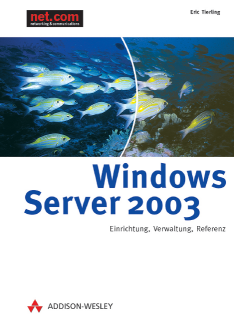 Eric Tierling
net.com
networking & communications
Windows
Server 2003
Einrichtung, Verwaltung, Referenz
ADDISON-WESLEY